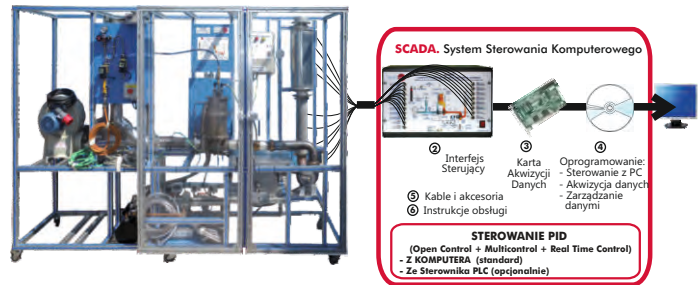 SCADA. System Sterowania Komputerowego
②
Interfejs
Sterujący
③
Karta
Akwizycji
Danych
④
Oprogramowanie:
- Sterowanie z PC
- Akwizycja danych
- Zarządzanie
danymi
⑤ Kable i akcesoria
⑥ Instrukcje obsługi
STEROWANIE PID
(Open Control + Multicontrol + Real Time Control)
- Z KOMPUTERA (standard)
- Ze Sterownika PLC (opcjonalnie)